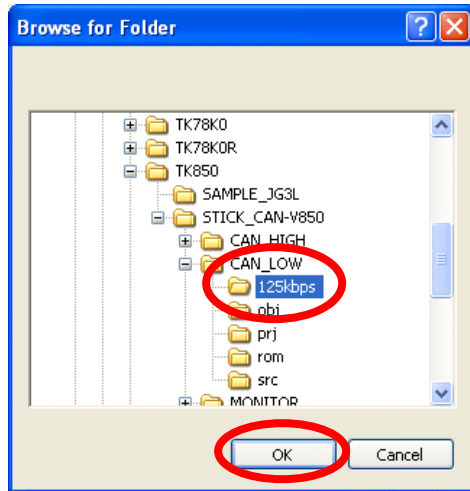 Browse for Folder
TK78K0
TK78K0R
TK850
SAMPLE_JG3L
STICK_CAN-V850
CAN_HIGH
CAN_LOW
125kbps
obj
prj
rom
src
MONITOR
OK Cancel